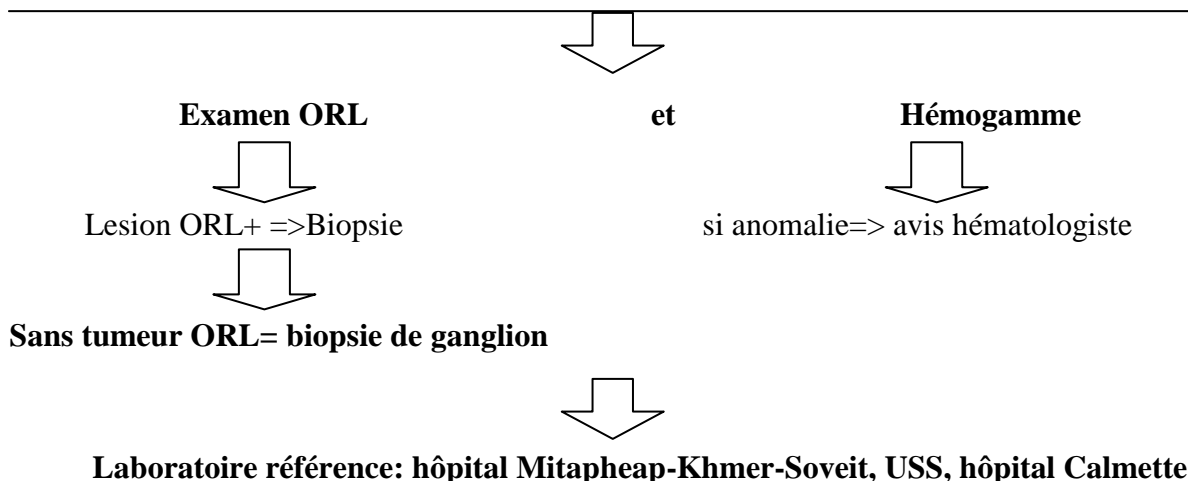 Examen ORL et Hémogamme
Lesion ORL+ =>Biopsie si anomalie=> avis hématologiste
Sans tumeur ORL= biopsie de ganglion
Laboratoire référence: hôpital Mitapheap-Khmer-Soveit, USS, hôpital Calmette